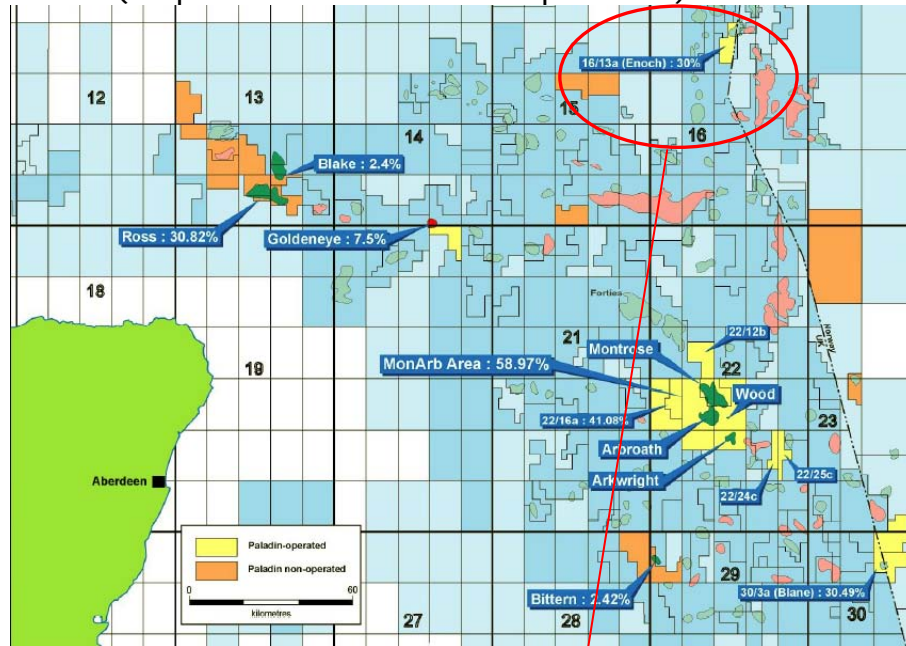 16/13a (Enoch) : 30%
12
13
14
15
16
Blake : 2.4%
Ross : 30.82%
Goldeneye : 7.5%
18
19
Forties
21
22/12b
Montrose
MonArb Area : 58.97%
22
Norway
UK
Wood
22/16a : 41.08%
23
Arbroath
Aberdeen
Arkwright
22/25c
22/24c
Paladin-operated
Paladin non-operated
0
60
kilometres
Bittern : 2.42%
29
30/3a (Blane) : 30.49%
27
28
30